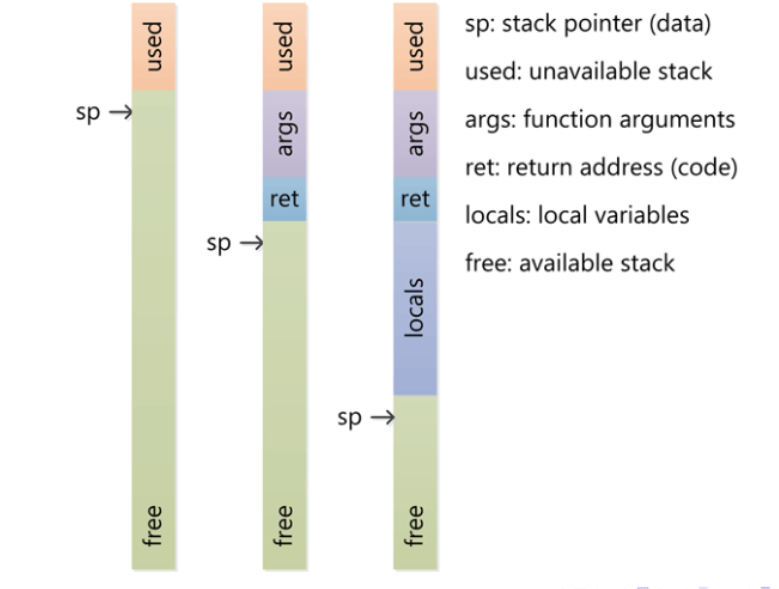 used
sp →
free
used
args
ret
sp →
free
used
args
ret
locals
sp →
free
sp: stack pointer (data)
used: unavailable stack
args: function arguments
ret: return address (code)
locals: local variables
free: available stack